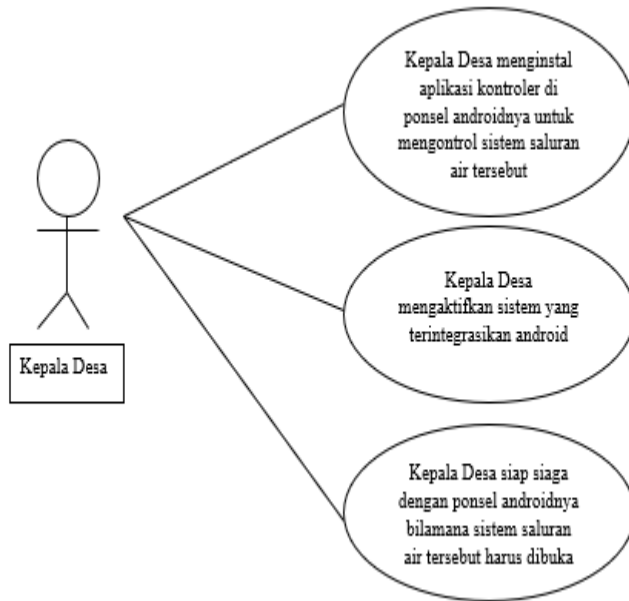 Kepala Desa menginstal
aplikasi kontroler di
ponsel androidnya untuk
mengontrol sistem saluran
air tersebut
Kepala Desa
mengaktifkan sistem yang
terintegrasikan android
Kepala Desa
Kepala Desa siap siaga
dengan ponsel androidnya
bilamana sistem saluran
air tersebut harus dibuka